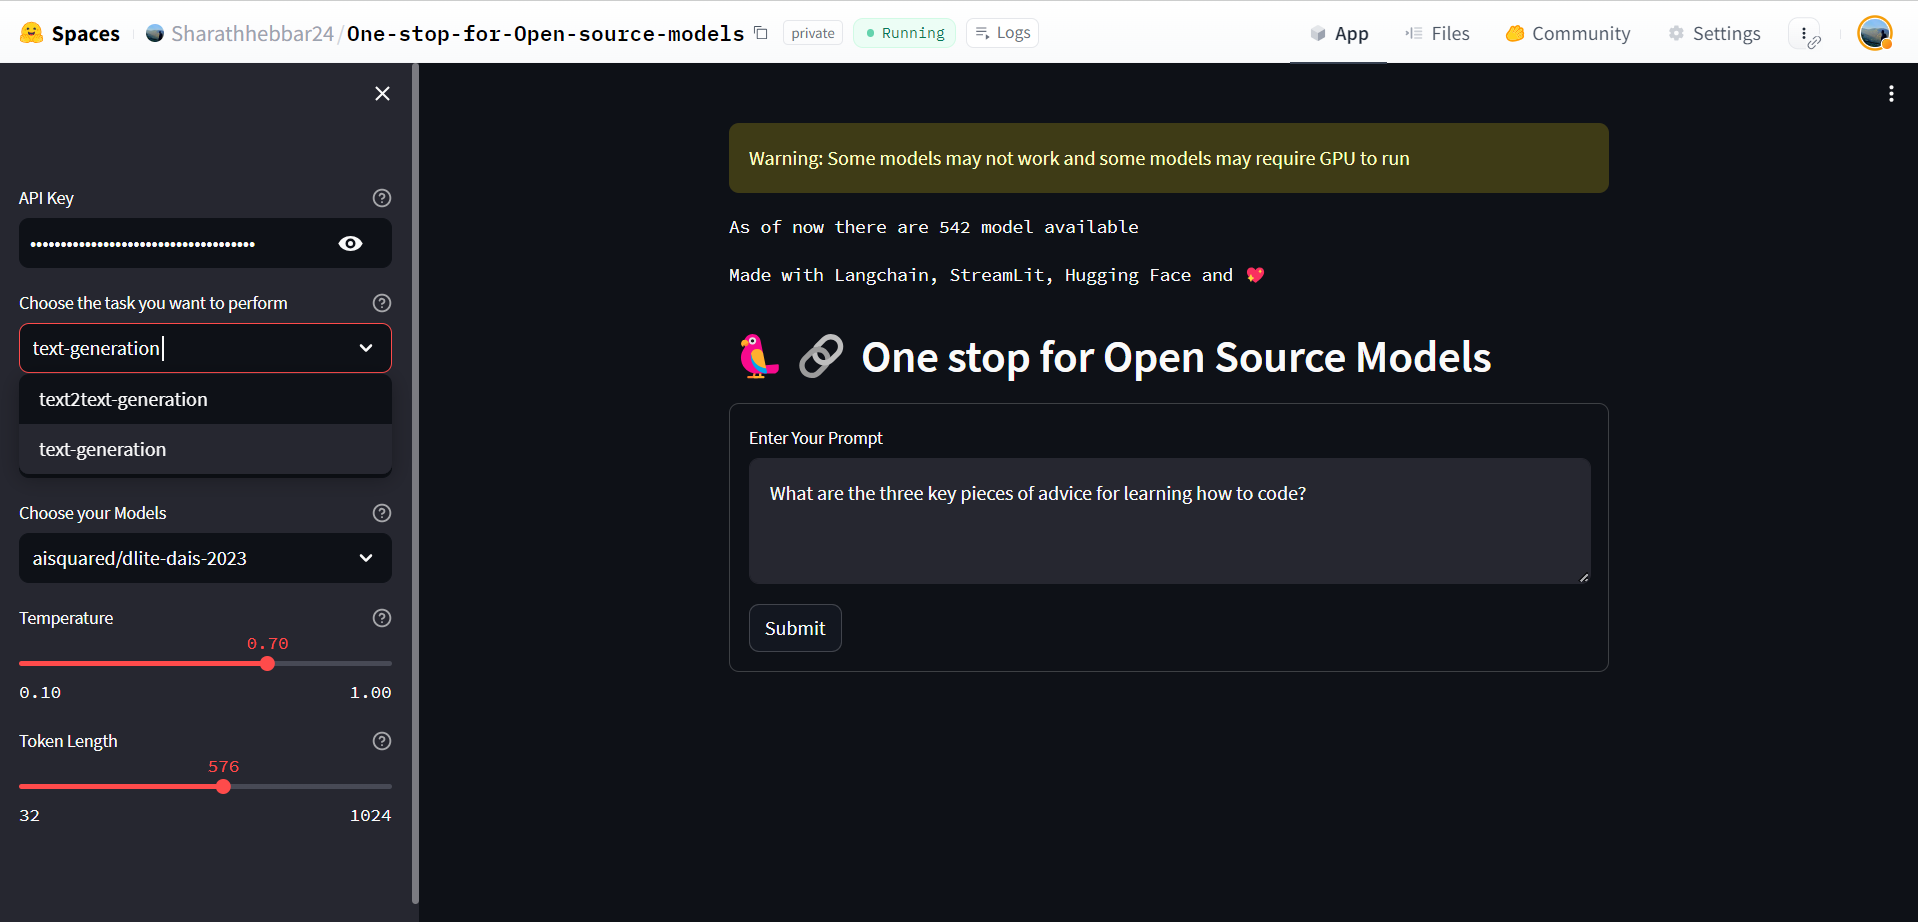 Spaces Sharathhebbar24/One-stop-for-Open-source-models private Running Logs App Files Community Settings
API Key
••••••••••••••••••••••••••••••••••••••
Choose the task you want to perform
text-generation
text2text-generation
text-generation
Choose your Models
aisquared/dlite-dais-2023
Temperature
0.70
0.10 1.00
Token Length
576
32 1024
Warning: Some models may not work and some models may require GPU to run
As of now there are 542 model available
Made with Langchain, StreamLit, Hugging Face and 💖
🦜 🔗 One stop for Open Source Models
Enter Your Prompt
What are the three key pieces of advice for learning how to code?
Submit